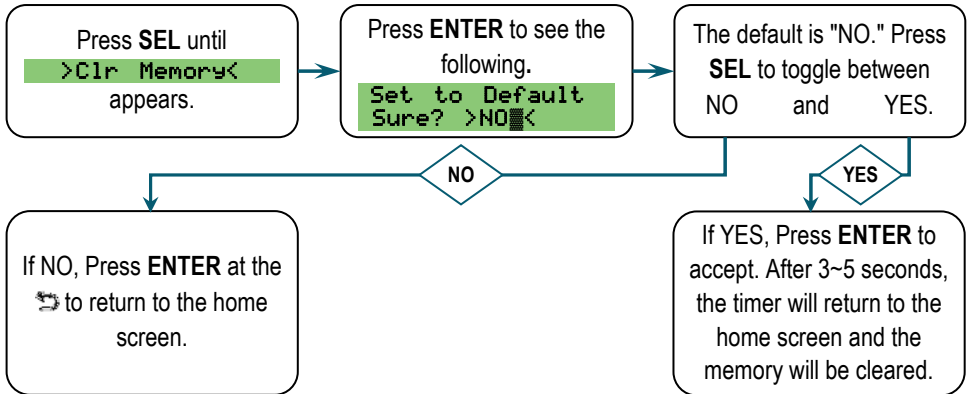 Press SEL until
>Clr Memory<
appears.
Press ENTER to see the
following.
Set to Default
Sure? >NO▒<
The default is "NO." Press
SEL to toggle between
NO and YES.
NO
YES
If NO, Press ENTER at the
⮌ to return to the home
screen.
If YES, Press ENTER to
accept. After 3~5 seconds,
the timer will return to the
home screen and the
memory will be cleared.